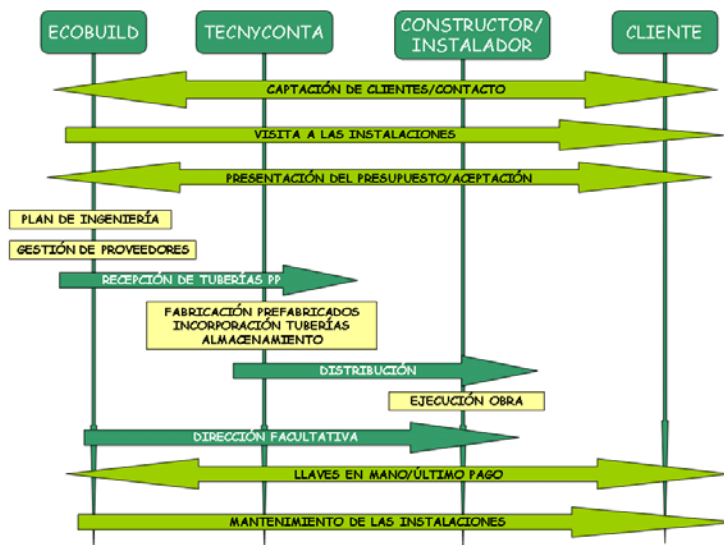 ECOBUILD
TECNYCONTA
CONSTRUCTOR/
INSTALADOR
CLIENTE
CAPTACIÓN DE CLIENTES/CONTACTO
VISITA A LAS INSTALACIONES
PRESENTACIÓN DEL PRESUPUESTO/ACEPTACIÓN
PLAN DE INGENIERÍA
GESTIÓN DE PROVEEDORES
RECEPCIÓN DE TUBERÍAS PP
FABRICACIÓN PREFABRICADOS
INCORPORACIÓN TUBERÍAS
ALMACENAMIENTO
DISTRIBUCIÓN
EJECUCIÓN OBRA
DIRECCIÓN FACULTATIVA
LLAVES EN MANO/ÚLTIMO PAGO
MANTENIMIENTO DE LAS INSTALACIONES